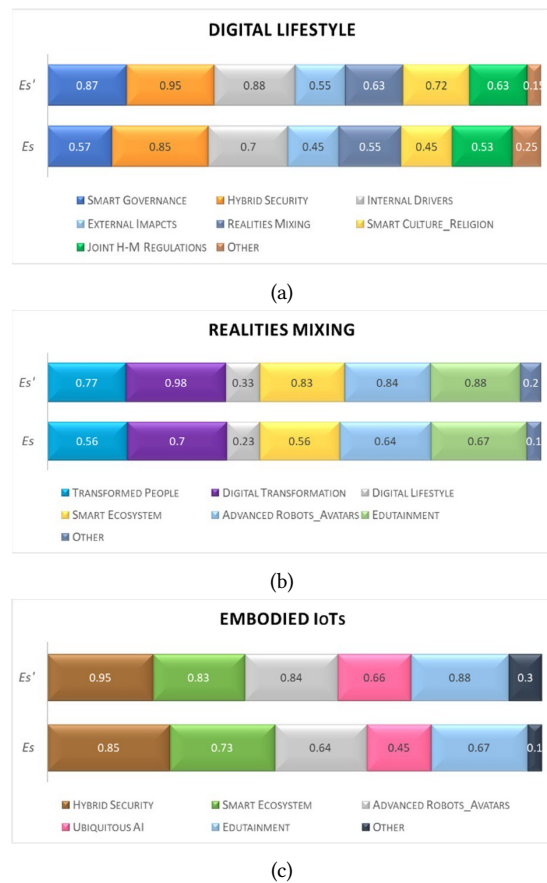 DIGITAL LIFESTYLE
Es' 0.87 0.95 0.88 0.55 0.63 0.72 0.63 0.15
Es 0.57 0.85 0.7 0.45 0.55 0.45 0.53 0.25
SMART GOVERNANCE HYBRID SECURITY INTERNAL DRIVERS
EXTERNAL IMAPCTS REALITIES MIXING SMART CULTURE_RELIGION
JOINT H-M REGULATIONS OTHER
(a)
REALITIES MIXING
Es' 0.77 0.98 0.33 0.83 0.84 0.88 0.2
Es 0.56 0.7 0.23 0.56 0.64 0.67 0.1
TRANSFORMED PEOPLE DIGITAL TRANSFORMATION DIGITAL LIFESTYLE
SMART ECOSYSTEM ADVANCED ROBOTS_AVATARS EDUTAINMENT
OTHER
(b)
EMBODIED IOTS
Es' 0.95 0.83 0.84 0.66 0.88 0.3
Es 0.85 0.73 0.64 0.45 0.67 0.1
HYBRID SECURITY SMART ECOSYSTEM ADVANCED ROBOTS_AVATARS
UBIQUITOUS AI EDUTAINMENT OTHER
(c)